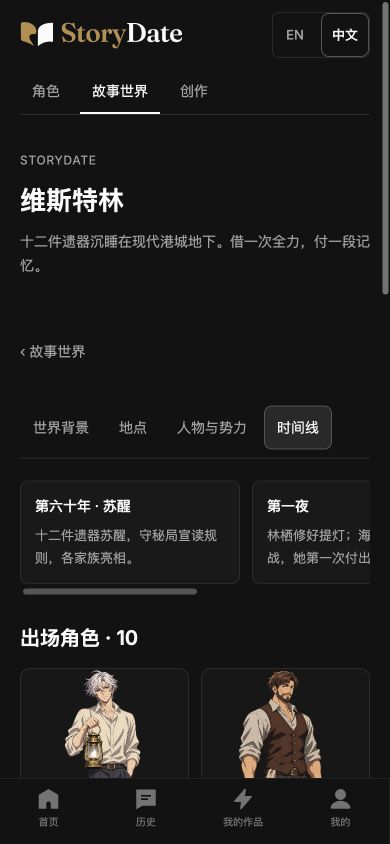 StoryDate
EN
中文
角色
故事世界
创作
STORYDATE
维斯特林
十二件遗器沉睡在现代港城地下。借一次全力，付一段记
忆。
‹ 故事世界
世界背景
地点
人物与势力
时间线
第六十年 · 苏醒
十二件遗器苏醒，守秘局宣读规
则，各家族亮相。
第一夜
林栖修好提灯；海
战，她第一次付出
出场角色 · 10
首页
历史
我的作品
我的